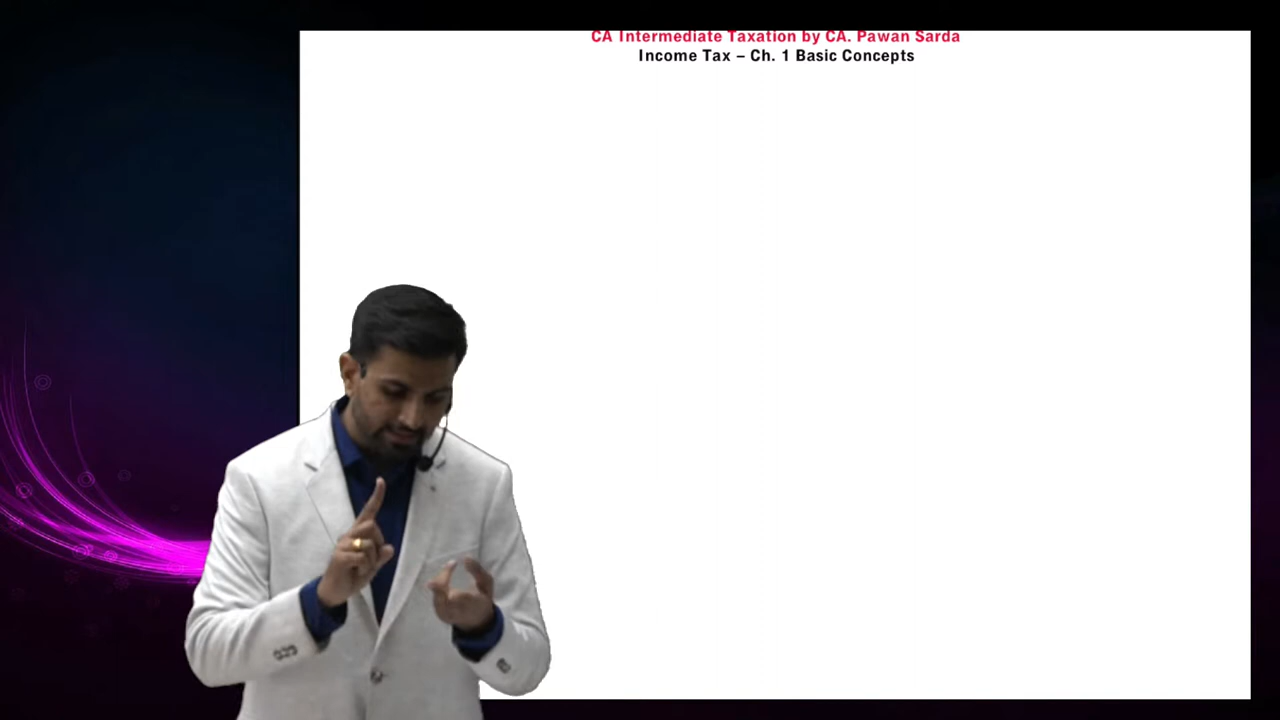 CA Intermediate Taxation by CA. Pawan Sarda
Income Tax – Ch. 1 Basic Concepts